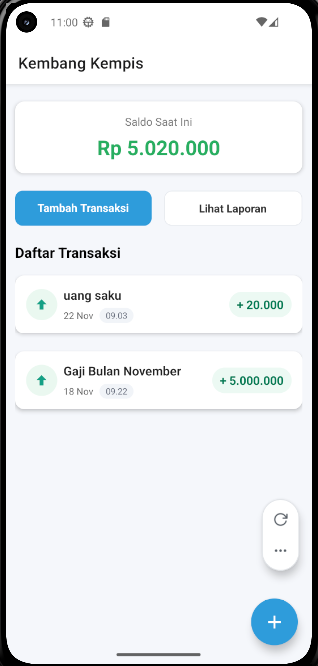 11:00
Kembang Kempis
Saldo Saat Ini
Rp 5.020.000
Tambah Transaksi
Lihat Laporan
Daftar Transaksi
uang saku
22 Nov 09.03
+ 20.000
Gaji Bulan November
18 Nov 09.22
+ 5.000.000